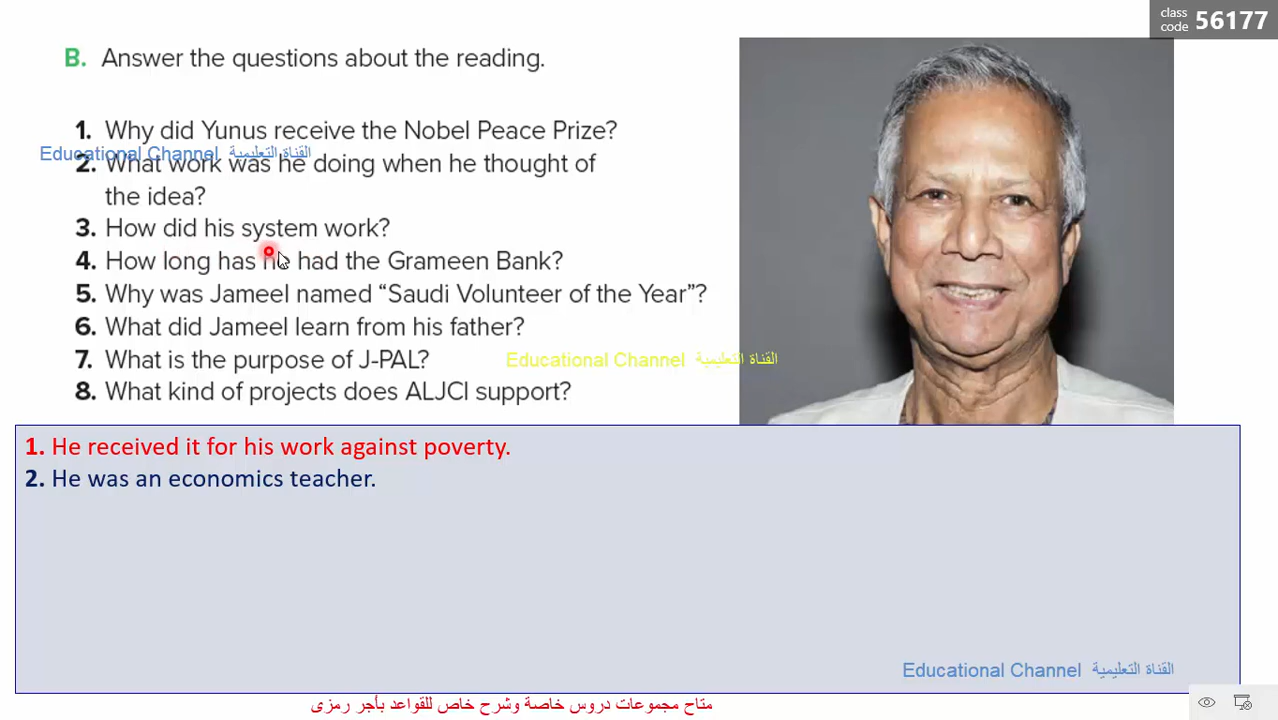 class code 56177
B. Answer the questions about the reading.
1. Why did Yunus receive the Nobel Peace Prize?
Educational Channel القناة التعليمية
2. What work was he doing when he thought of
the idea?
3. How did his system work?
4. How long has he had the Grameen Bank?
5. Why was Jameel named “Saudi Volunteer of the Year”?
6. What did Jameel learn from his father?
7. What is the purpose of J-PAL?
Educational Channel القناة التعليمية
8. What kind of projects does ALJCI support?
1. He received it for his work against poverty.
2. He was an economics teacher.
Educational Channel القناة التعليمية
متاح مجموعات دروس خاصة وشرح خاص للقواعد بأجر رمزى